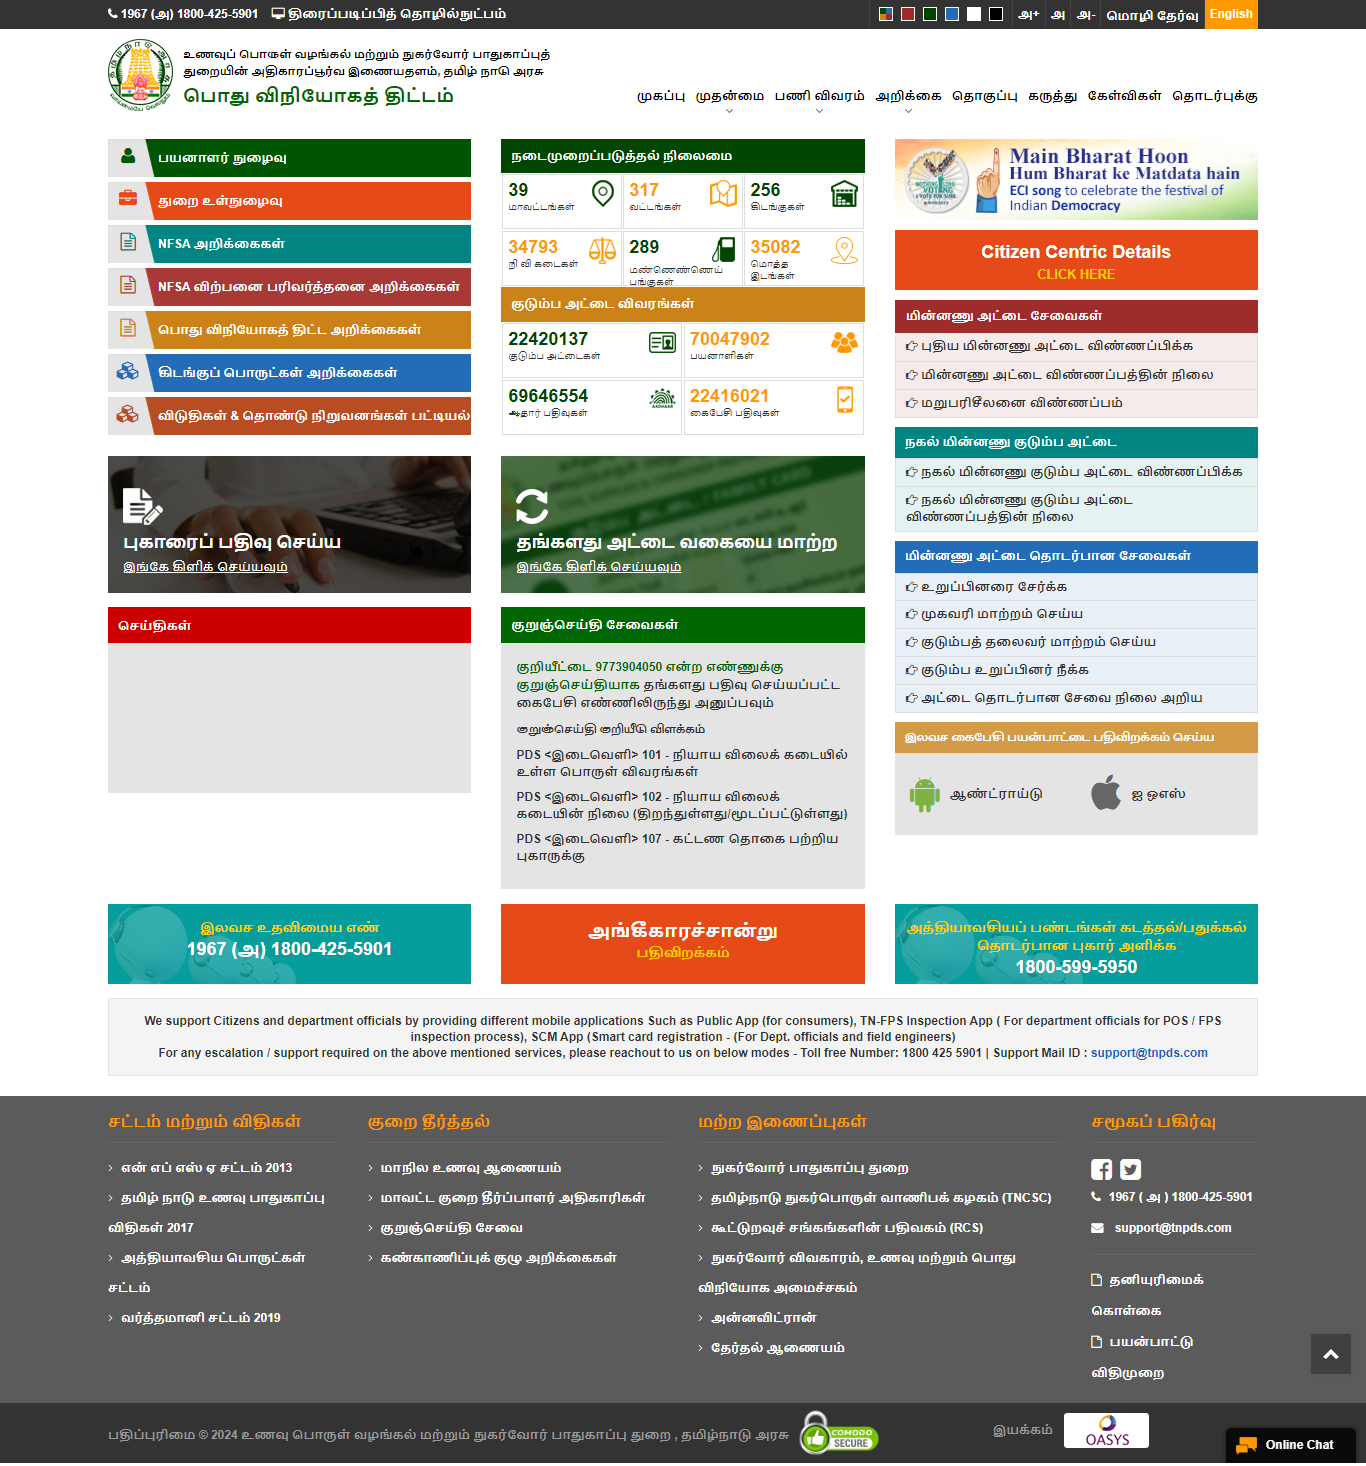 1967 (அ) 1800-425-5901 திரைப்படிப்பித் தொழில்நுட்பம்
அ+ அ அ- மொழி தேர்வு English
உணவுப் பொருள் வழங்கல் மற்றும் நுகர்வோர் பாதுகாப்புத்
துறையின் அதிகாரப்பூர்வ இணையதளம், தமிழ் நாடு அரசு
பொது விநியோகத் திட்டம்
முகப்பு முதன்மை பணி விவரம் அறிக்கை தொகுப்பு கருத்து கேள்விகள் தொடர்புக்கு
பயனாளர் நுழைவு
துறை உள்நுழைவு
NFSA அறிக்கைகள்
NFSA விற்பனை பரிவர்த்தனை அறிக்கைகள்
பொது விநியோகத் திட்ட அறிக்கைகள்
கிடங்குப் பொருட்கள் அறிக்கைகள்
விடுதிகள் & தொண்டு நிறுவனங்கள் பட்டியல்
நடைமுறைப்படுத்தல் நிலைமை
39 317 256
மாவட்டங்கள் வட்டங்கள் கிடங்குகள்
34793 289 35082
நி வி கடைகள் மண்ணெண்ணெய் மொத்த
பங்குகள் இடங்கள்
குடும்ப அட்டை விவரங்கள்
22420137 70047902
குடும்ப அட்டைகள் பயனாளிகள்
69646554 22416021
ஆதார் பதிவுகள் கைபேசி பதிவுகள்
Main Bharat Hoon
Hum Bharat ke Matdata hain
ECI song to celebrate the festival of
Indian Democracy
Citizen Centric Details
CLICK HERE
மின்னணு அட்டை சேவைகள்
புதிய மின்னணு அட்டை விண்ணப்பிக்க
மின்னணு அட்டை விண்ணப்பத்தின் நிலை
மறுபரிசீலனை விண்ணப்பம்
நகல் மின்னணு குடும்ப அட்டை
நகல் மின்னணு குடும்ப அட்டை விண்ணப்பிக்க
நகல் மின்னணு குடும்ப அட்டை
விண்ணப்பத்தின் நிலை
மின்னணு அட்டை தொடர்பான சேவைகள்
உறுப்பினரை சேர்க்க
முகவரி மாற்றம் செய்ய
குடும்பத் தலைவர் மாற்றம் செய்ய
குடும்ப உறுப்பினர் நீக்க
அட்டை தொடர்பான சேவை நிலை அறிய
இலவச கைபேசி பயன்பாட்டை பதிவிறக்கம் செய்ய
ஆண்ட்ராய்டு ஐ ஒஎஸ்
புகாரைப் பதிவு செய்ய
இங்கே கிளிக் செய்யவும்
தங்களது அட்டை வகையை மாற்ற
இங்கே கிளிக் செய்யவும்
செய்திகள்
குறுஞ்செய்தி சேவைகள்
குறியீட்டை 9773904050 என்ற எண்ணுக்கு
குறுஞ்செய்தியாக தங்களது பதிவு செய்யப்பட்ட
கைபேசி எண்ணிலிருந்து அனுப்பவும்
குறுஞ்செய்தி குறியீடு விளக்கம்
PDS <இடைவெளி> 101 - நியாய விலைக் கடையில்
உள்ள பொருள் விவரங்கள்
PDS <இடைவெளி> 102 - நியாய விலைக்
கடையின் நிலை (திறந்துள்ளது/மூடப்பட்டுள்ளது)
PDS <இடைவெளி> 107 - கட்டண தொகை பற்றிய
புகாருக்கு
இலவச உதவிமைய எண்
1967 (அ) 1800-425-5901
அங்கீகாரச்சான்று
பதிவிறக்கம்
அத்தியாவசியப் பண்டங்கள் கடத்தல்/பதுக்கல்
தொடர்பான புகார் அளிக்க
1800-599-5950
We support Citizens and department officials by providing different mobile applications Such as Public App (for consumers), TN-FPS Inspection App ( For department officials for POS / FPS
inspection process), SCM App (Smart card registration - (For Dept. officials and field engineers)
For any escalation / support required on the above mentioned services, please reachout to us on below modes - Toll free Number: 1800 425 5901 | Support Mail ID : support@tnpds.com
சட்டம் மற்றும் விதிகள்
என் எப் எஸ் ஏ சட்டம் 2013
தமிழ் நாடு உணவு பாதுகாப்பு
விதிகள் 2017
அத்தியாவசிய பொருட்கள்
சட்டம்
வர்த்தமானி சட்டம் 2019
குறை தீர்த்தல்
மாநில உணவு ஆணையம்
மாவட்ட குறை தீர்ப்பாளர் அதிகாரிகள்
குறுஞ்செய்தி சேவை
கண்காணிப்புக் குழு அறிக்கைகள்
மற்ற இணைப்புகள்
நுகர்வோர் பாதுகாப்பு துறை
தமிழ்நாடு நுகர்பொருள் வாணிபக் கழகம் (TNCSC)
கூட்டுறவுச் சங்கங்களின் பதிவகம் (RCS)
நுகர்வோர் விவகாரம், உணவு மற்றும் பொது
விநியோக அமைச்சகம்
அன்னவிட்ரான்
தேர்தல் ஆணையம்
சமூகப் பகிர்வு
1967 ( அ ) 1800-425-5901
support@tnpds.com
தனியுரிமைக்
கொள்கை
பயன்பாட்டு
விதிமுறை
பதிப்புரிமை © 2024 உணவு பொருள் வழங்கல் மற்றும் நுகர்வோர் பாதுகாப்பு துறை , தமிழ்நாடு அரசு
COMODO
SECURE
இயக்கம்
OASYS
Online Chat